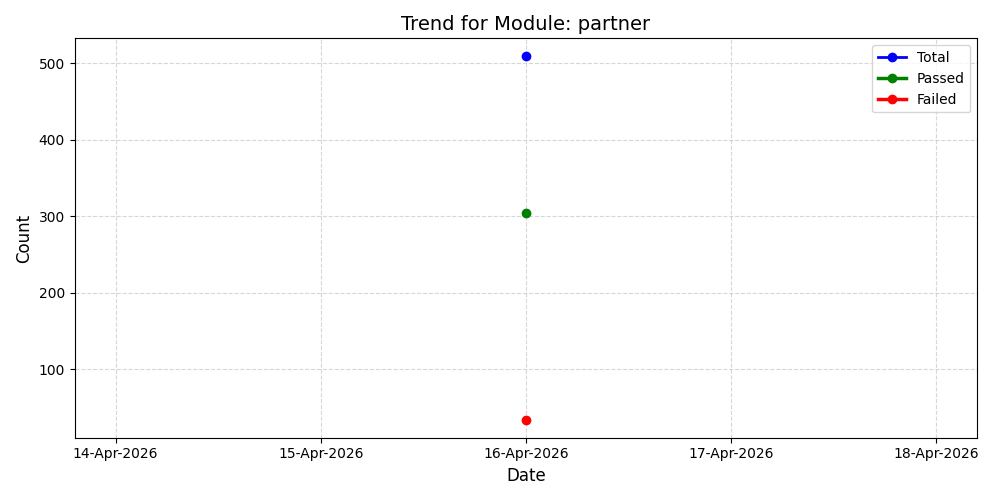 Trend for Module: partner
Total
Passed
Failed
500
400
300
200
100
Count
14-Apr-2026
15-Apr-2026
16-Apr-2026
17-Apr-2026
18-Apr-2026
Date